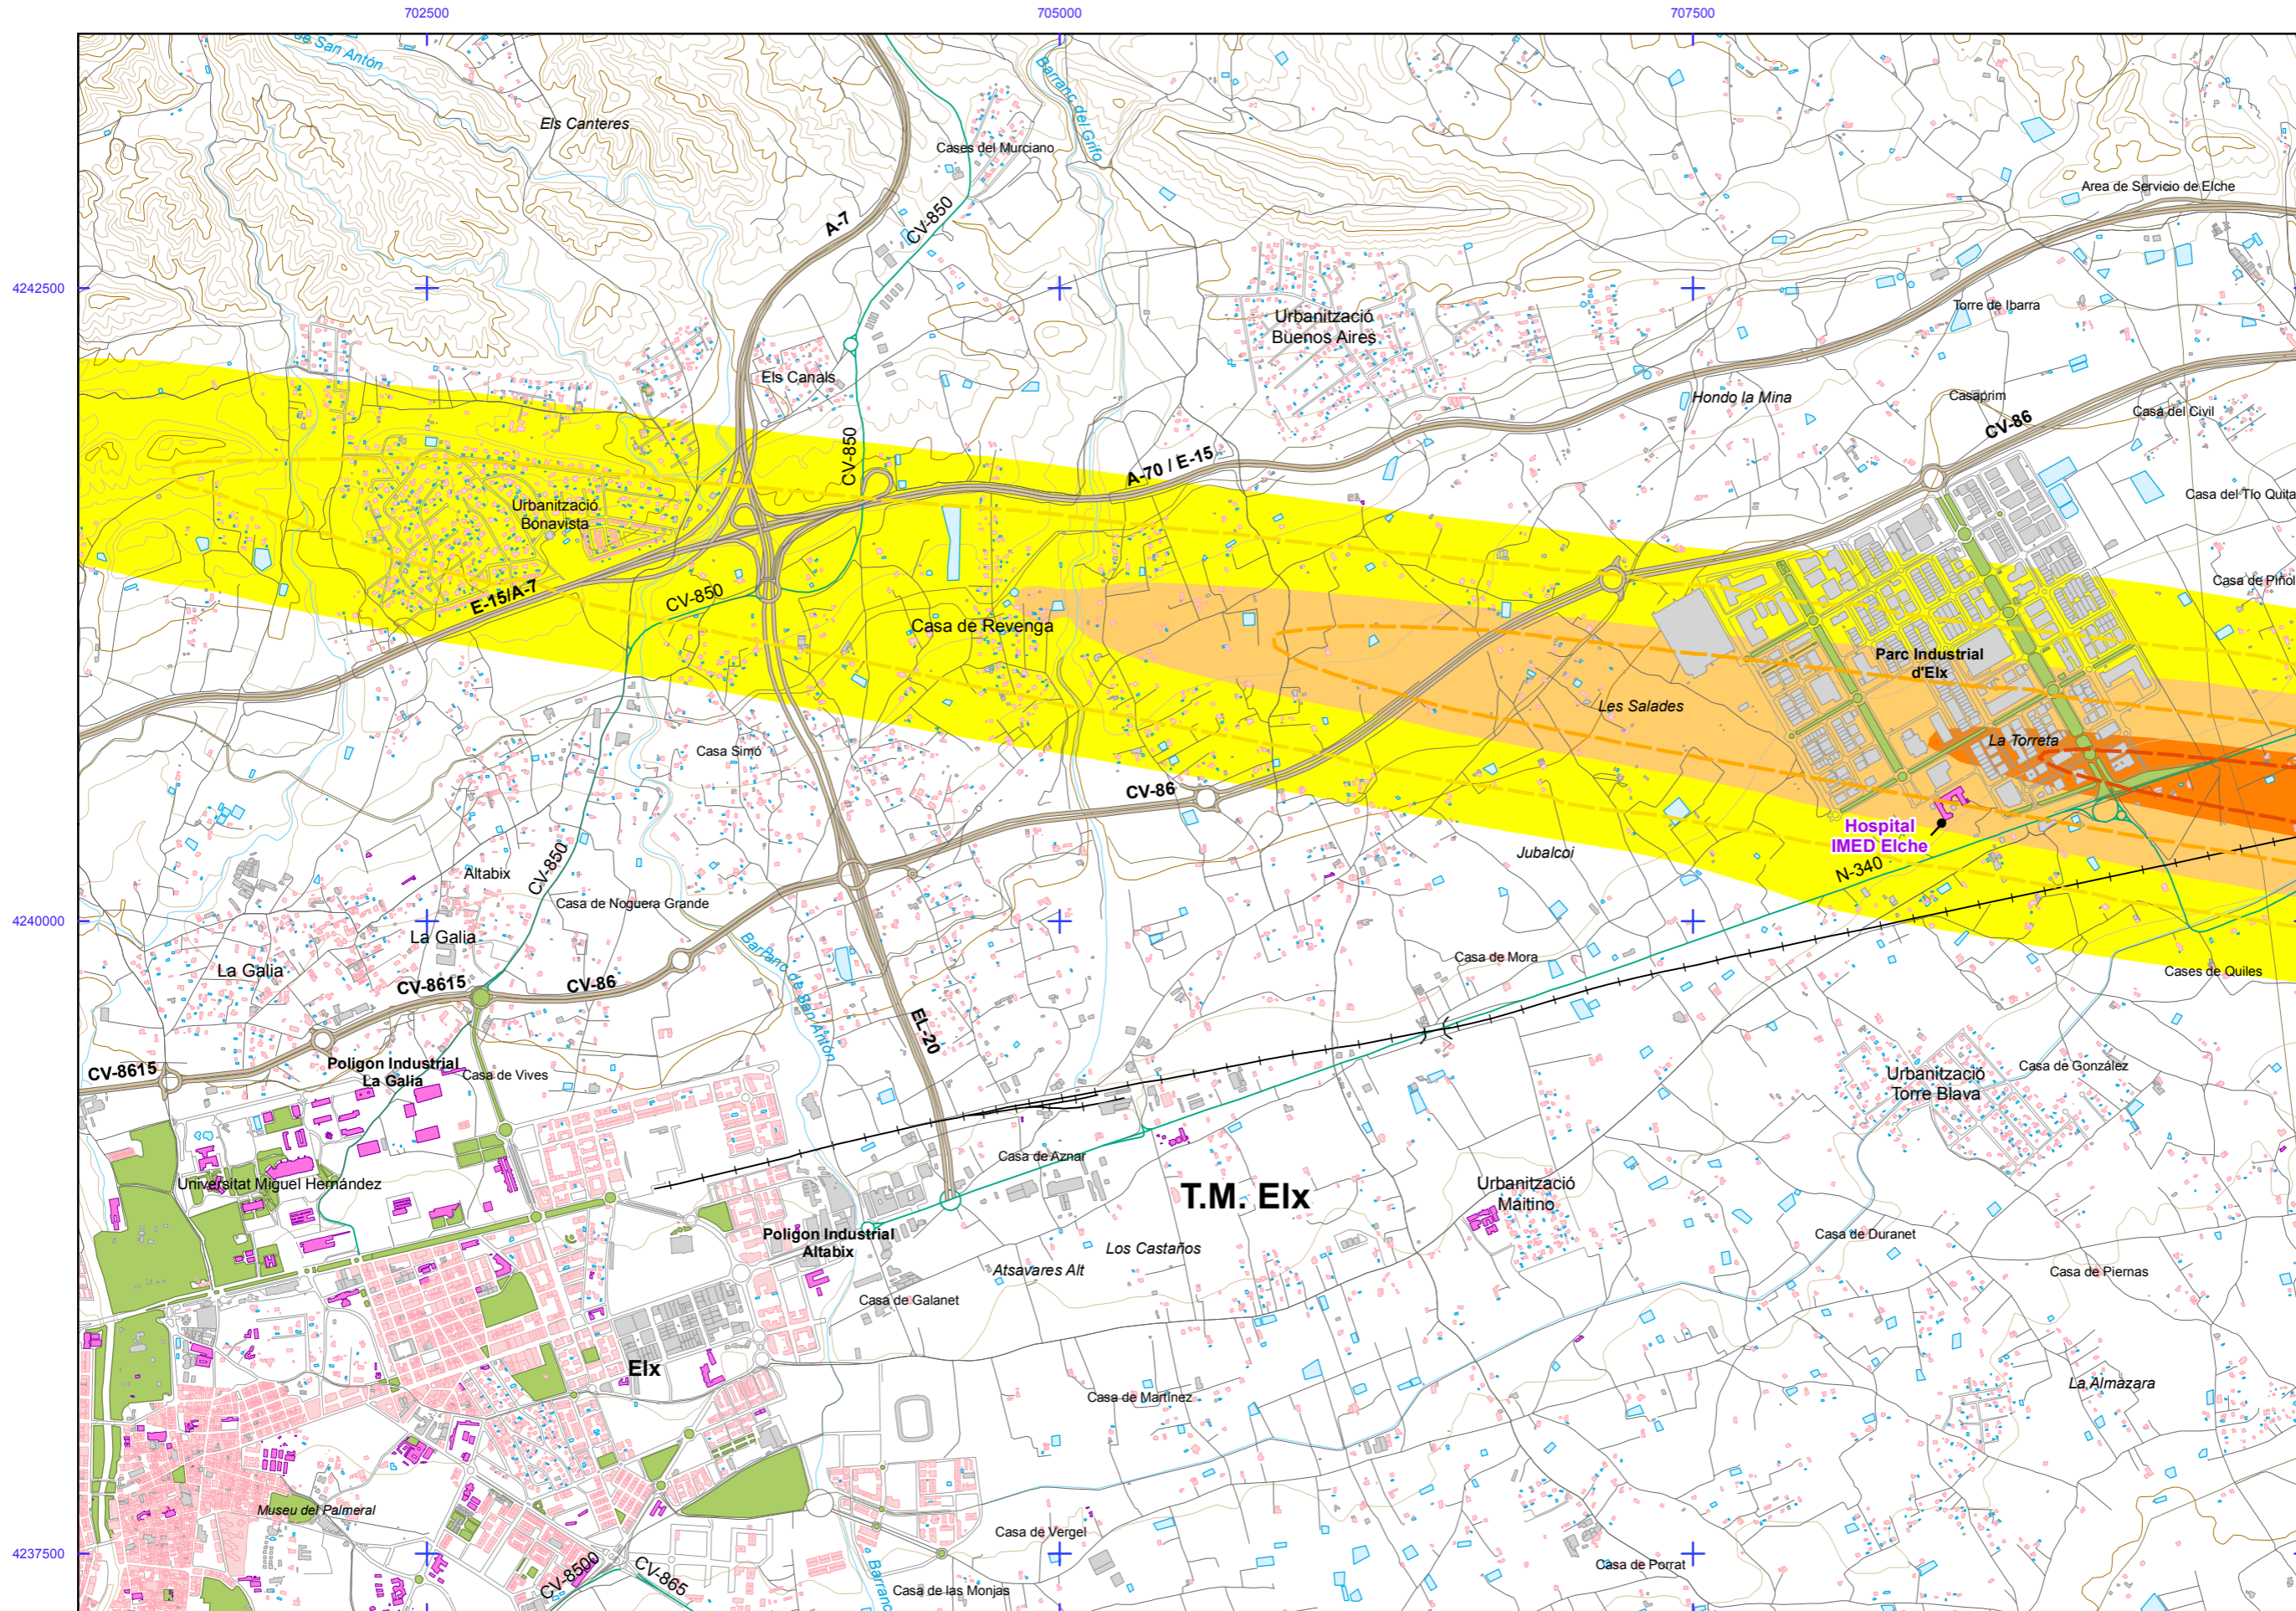 702500
705000
707500
de San Antón
Barranc del Grifo
Els Canteres
Cases del Murciano
Area de Servicio de Elche
A-7
CV-850
4242500
Torre de Ibarra
Urbanització
Buenos Aires
Els Canals
Hondo la Mina
Casaprim
Casa del Civil
CV-86
CV-850
A-70 / E-15
Casa del Tío Quita
Urbanització
Bonavista
E-15/A-7
CV-850
Casa de Piñol
Casa de Revenga
Parc Industrial
d'Elx
Les Salades
La Torreta
Casa Simó
CV-86
Hospital
IMED Elche
Jubalcoi
N-340
Altabix
CV-850
Casa de Noguera Grande
4240000
La Galia
Barranc de San Antón
Casa de Mora
La Galia
Cases de Quiles
CV-8615
CV-86
EL-20
CV-8615
Poligon Industrial
La Galia
Casa de Vives
Casa de González
Urbanització
Torre Blava
Casa de Aznar
Universitat Miguel Hernández
T.M. Elx
Urbanització
Maitino
Poligon Industrial
Altabix
Casa de Duranet
Los Castaños
Atsavares Alt
Casa de Piernas
Casa de Galanet
Elx
La Almazara
Casa de Martínez
Museu del Palmeral
Casa de Vergel
4237500
Casa de Porrat
CV-8500
CV-865
Casa de las Monjas
Barranc